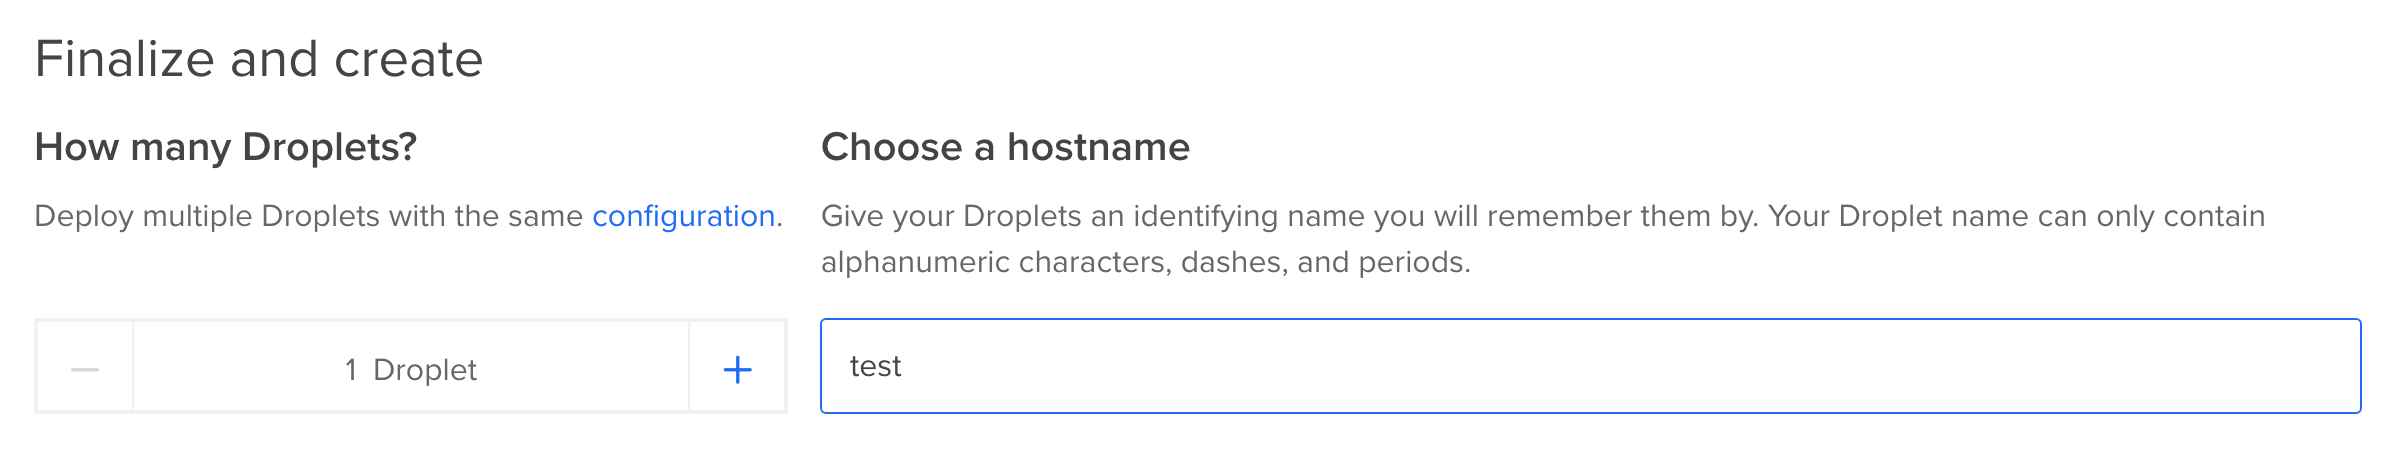 Finalize and create
How many Droplets?
Deploy multiple Droplets with the same configuration.
1 Droplet
Choose a hostname
Give your Droplets an identifying name you will remember them by. Your Droplet name can only contain
alphanumeric characters, dashes, and periods.
test